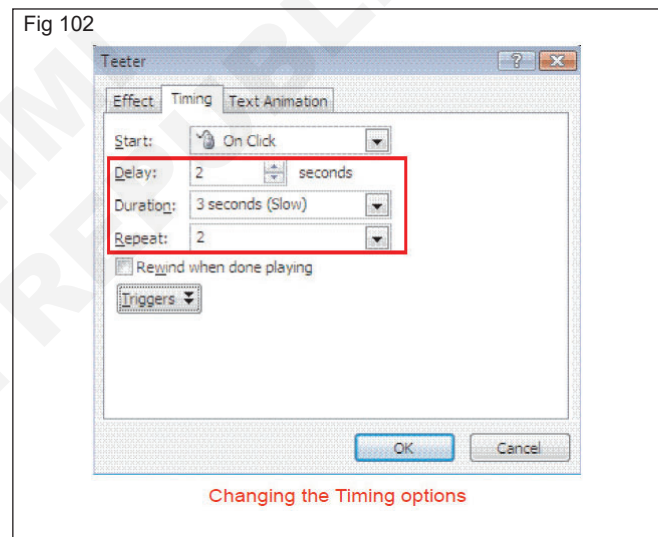 Fig 102
Teeter
Effect Timing Text Animation
Start: On Click
Delay: 2 seconds
Duration: 3 seconds (Slow)
Repeat: 2
Rewind when done playing
Triggers
OK Cancel
Changing the Timing options